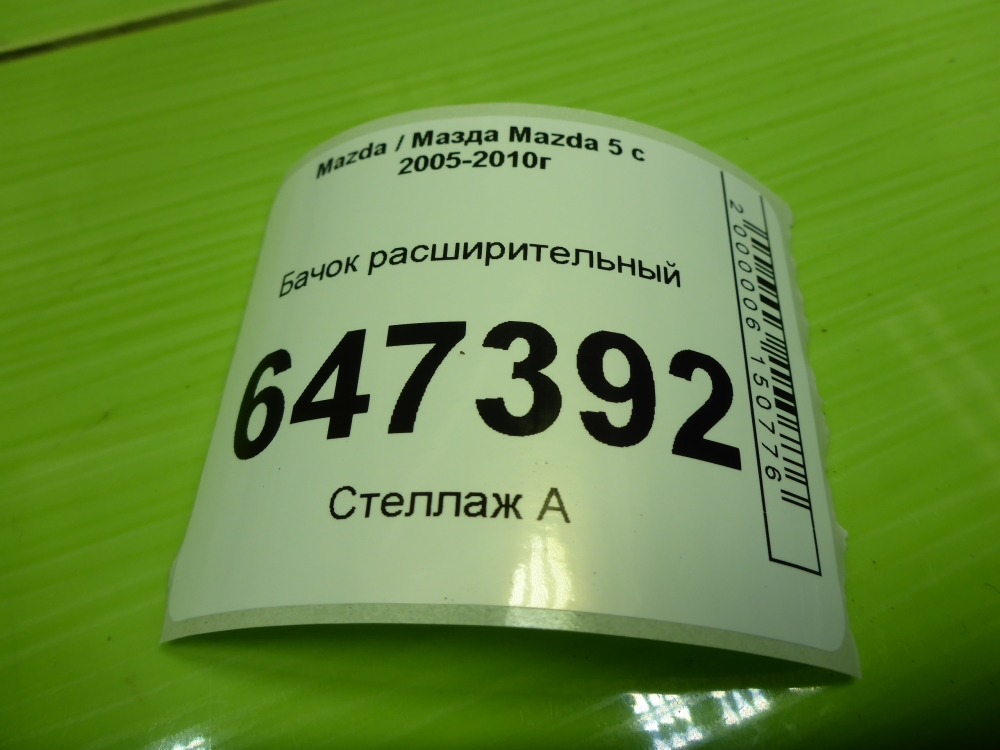 Mazda / Мазда Mazda 5 с
2005-2010г
Бачок расширительный
647392
Стеллаж А
2000006150776